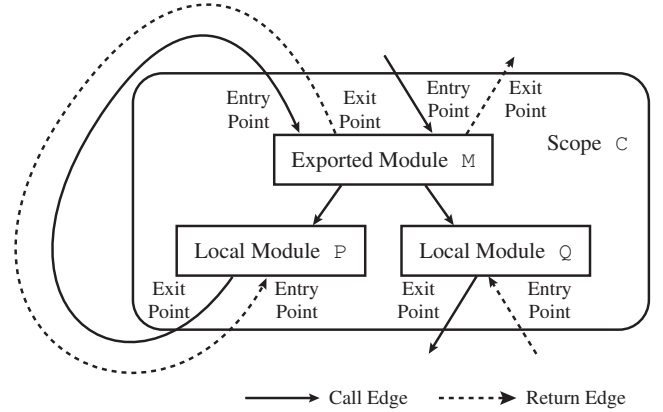 Entry Point
Exit Point
Entry Point
Exit Point
Scope C
Exported Module M
Local Module P
Local Module Q
Exit Point
Entry Point
Exit Point
Entry Point
Call Edge
Return Edge